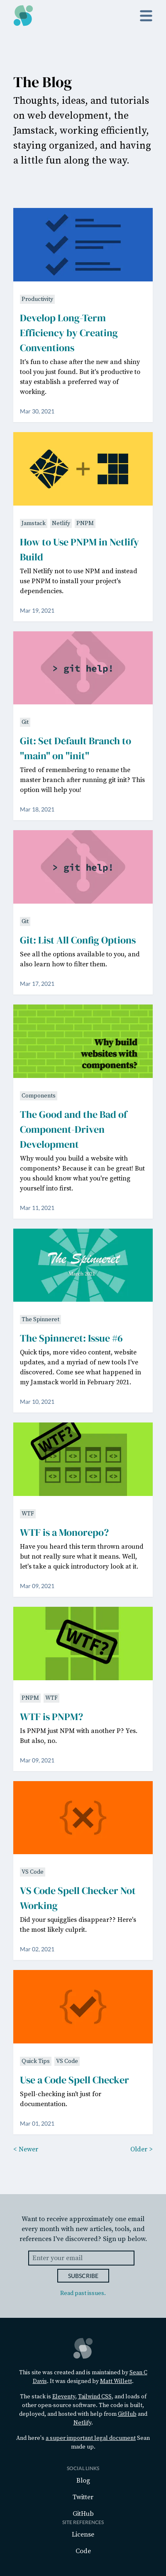 The Blog
Thoughts, ideas, and tutorials
on web development, the
Jamstack, working efficiently,
staying organized, and having
a little fun along the way.
Productivity
Develop Long-Term
Efficiency by Creating
Conventions
It's fun to chase after the new and shiny
tool you just found. But it's productive to
stay establish a preferred way of
working.
Mar 30, 2021
Jamstack Netlify PNPM
How to Use PNPM in Netlify
Build
Tell Netlify not to use NPM and instead
use PNPM to install your project's
dependencies.
Mar 19, 2021
> git help!
Git
Git: Set Default Branch to
"main" on "init"
Tired of remembering to rename the
master branch after running git init? This
option will help you!
Mar 18, 2021
> git help!
Git
Git: List All Config Options
See all the options available to you, and
also learn how to filter them.
Mar 17, 2021
Why build
websites with
components?
Components
The Good and the Bad of
Component-Driven
Development
Why would you build a website with
components? Because it can be great! But
you should know what you're getting
yourself into first.
Mar 11, 2021
The Spinneret
The Spinneret
The Spinneret: Issue #6
Quick tips, more video content, website
updates, and a myriad of new tools I've
discovered. Come see what happened in
my Jamstack world in February 2021.
Mar 10, 2021
WTF?
WTF
WTF is a Monorepo?
Have you heard this term thrown around
but not really sure what it means. Well,
let's take a quick introductory look at it.
Mar 09, 2021
WTF?
PNPM WTF
WTF is PNPM?
Is PNPM just NPM with another P? Yes.
But also, no.
Mar 09, 2021
VS Code
VS Code Spell Checker Not
Working
Did your squigglies disappear?? Here's
the most likely culprit.
Mar 02, 2021
Quick Tips VS Code
Use a Code Spell Checker
Spell-checking isn't just for
documentation.
Mar 01, 2021
< Newer Older >
Want to receive approximately one email
every month with new articles, tools, and
references I've discovered? Sign up below.
Enter your email
SUBSCRIBE
Read past issues.
This site was created and is maintained by Sean C
Davis. It was designed by Matt Willett.
The stack is Eleventy, Tailwind CSS, and loads of
other open-source software. The code is built,
deployed, and hosted with help from GitHub and
Netlify.
And here's a super important legal document Sean
made up.
SOCIAL LINKS
Blog
Twitter
GitHub
SITE REFERENCES
License
Code